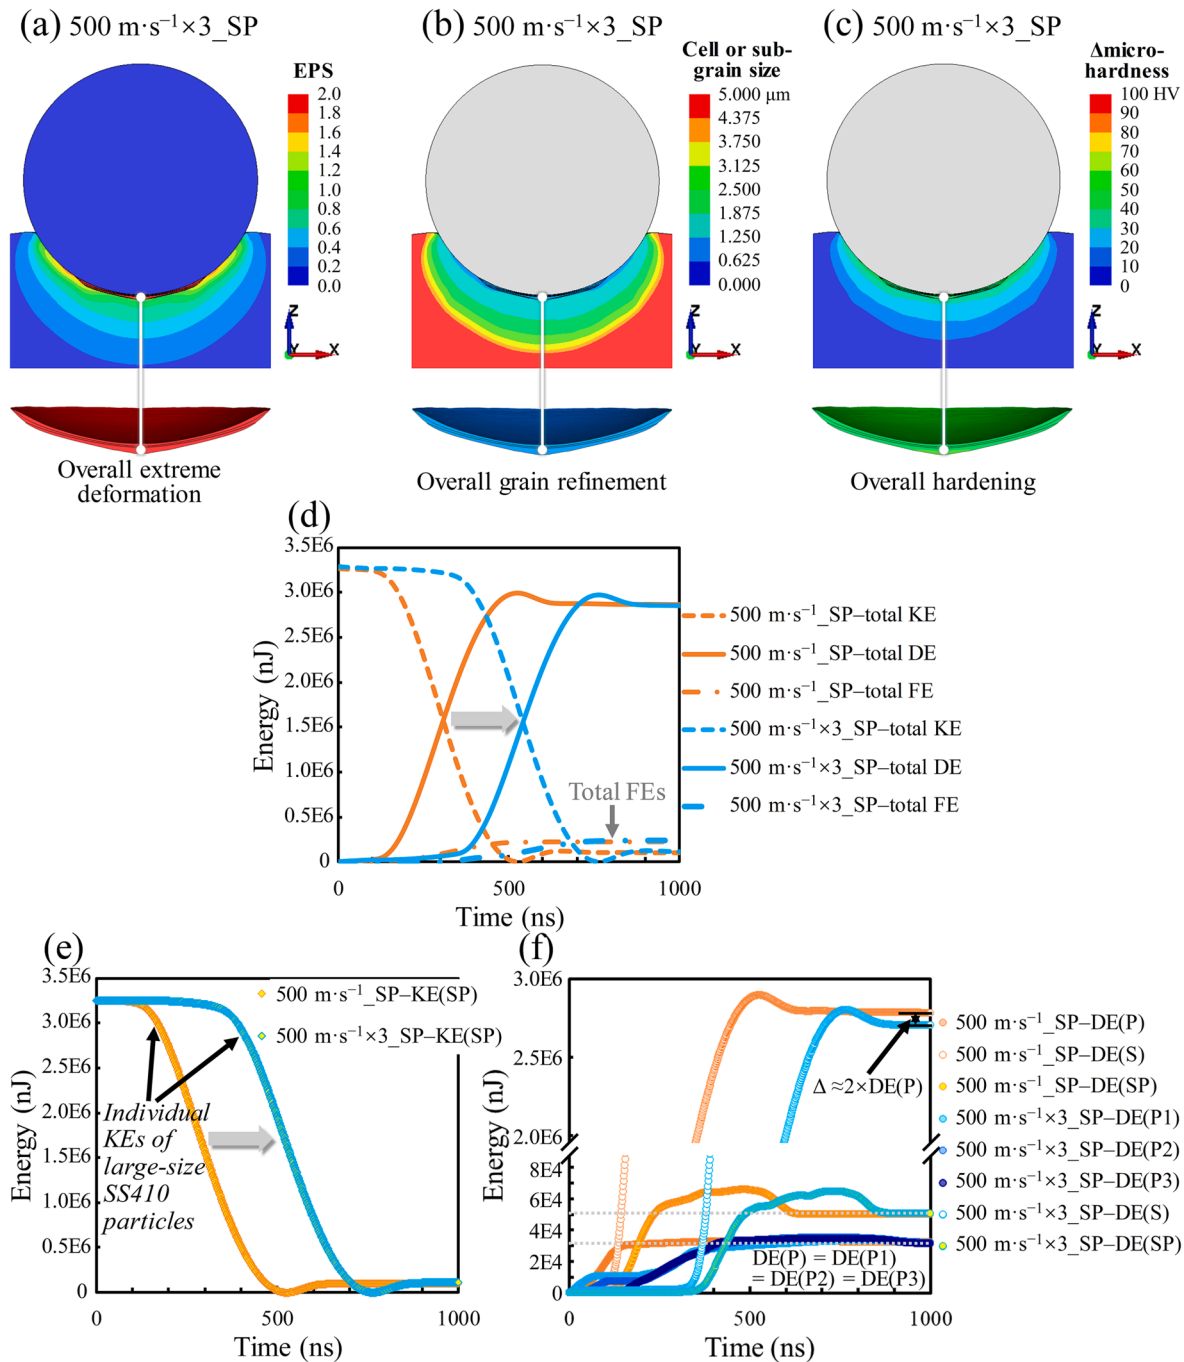 (a) 500 m·s⁻¹×3_SP
(b) 500 m·s⁻¹×3_SP
(c) 500 m·s⁻¹×3_SP
EPS
2.0
1.8
1.6
1.4
1.2
1.0
0.8
0.6
0.4
0.2
0.0
Z
Y
X
Cell or sub-
grain size
5.000 μm
4.375
3.750
3.125
2.500
1.875
1.250
0.625
0.000
Z
Y
X
Δmicro-
hardness
100 HV
90
80
70
60
50
40
30
20
10
0
Z
Y
X
Overall extreme
deformation
Overall grain refinement
Overall hardening
(d)
Energy (nJ)
3.5E6
3.0E6
2.5E6
2.0E6
1.5E6
1.0E6
0.5E6
0
0
500
1000
Time (ns)
Total FEs
500 m·s⁻¹_SP–total KE
500 m·s⁻¹_SP–total DE
500 m·s⁻¹_SP–total FE
500 m·s⁻¹×3_SP–total KE
500 m·s⁻¹×3_SP–total DE
500 m·s⁻¹×3_SP–total FE
(e)
Energy (nJ)
3.5E6
3.0E6
2.5E6
2.0E6
1.5E6
1.0E6
0.5E6
0
0
500
1000
Time (ns)
500 m·s⁻¹_SP–KE(SP)
500 m·s⁻¹×3_SP–KE(SP)
Individual
KEs of
large-size
SS410
particles
(f)
Energy (nJ)
3.0E6
2.5E6
2.0E6
8E4
6E4
4E4
2E4
0
0
500
1000
Time (ns)
Δ ≈2×DE(P)
DE(P) = DE(P1)
= DE(P2) = DE(P3)
500 m·s⁻¹_SP–DE(P)
500 m·s⁻¹_SP–DE(S)
500 m·s⁻¹_SP–DE(SP)
500 m·s⁻¹×3_SP–DE(P1)
500 m·s⁻¹×3_SP–DE(P2)
500 m·s⁻¹×3_SP–DE(P3)
500 m·s⁻¹×3_SP–DE(S)
500 m·s⁻¹×3_SP–DE(SP)